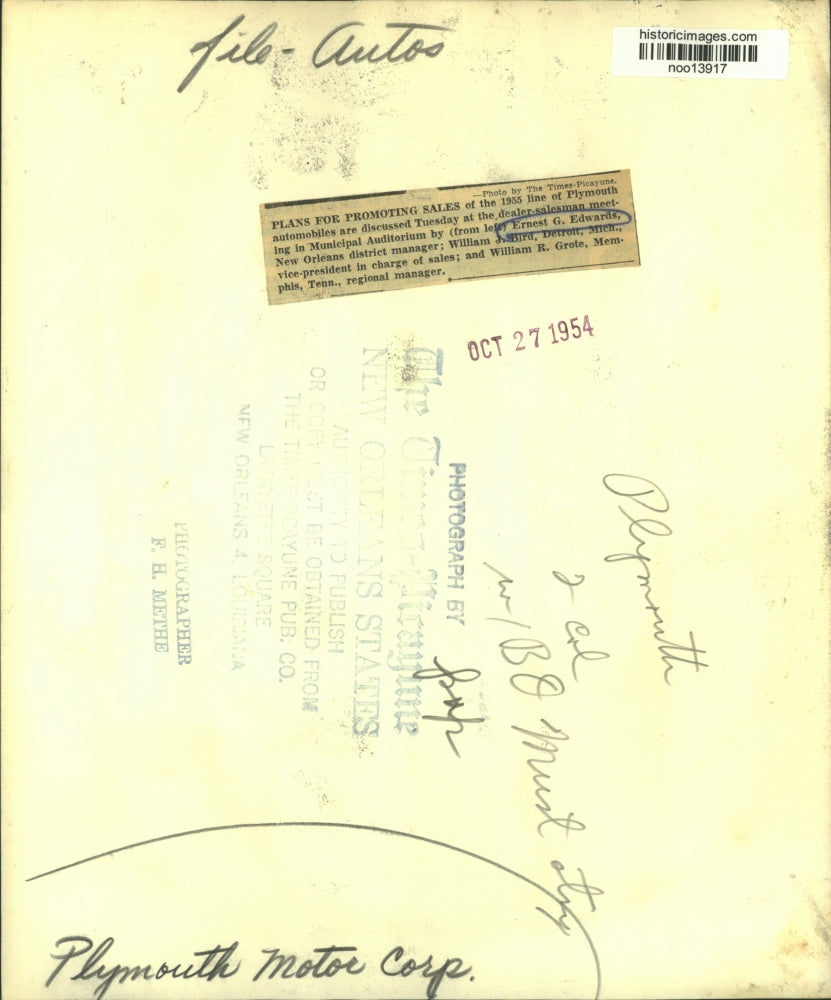 historicimages.com
noo13917
file - Autos
—Photo by The Times-Picayune.
PLANS FOR PROMOTING SALES of the 1955 line of Plymouth
automobiles are discussed Tuesday at the dealer-salesman meet-
ing in Municipal Auditorium by (from left) Ernest G. Edwards,
New Orleans district manager; William J. Bird, Detroit, Mich.,
vice-president in charge of sales; and William R. Grote, Mem-
phis, Tenn., regional manager.
OCT 27 1954
Plymouth
2 col
w/ BO Must
PHOTOGRAPH BY
The Times-Picayune
NEW ORLEANS STATES
AUTHORITY TO PUBLISH
OR COPY MUST BE OBTAINED FROM
THE TIMES-PICAYUNE PUB. CO.
LAFAYETTE SQUARE
NEW ORLEANS 4, LOUISIANA
PHOTOGRAPHER
F. H. METHE
Plymouth Motor Corp.